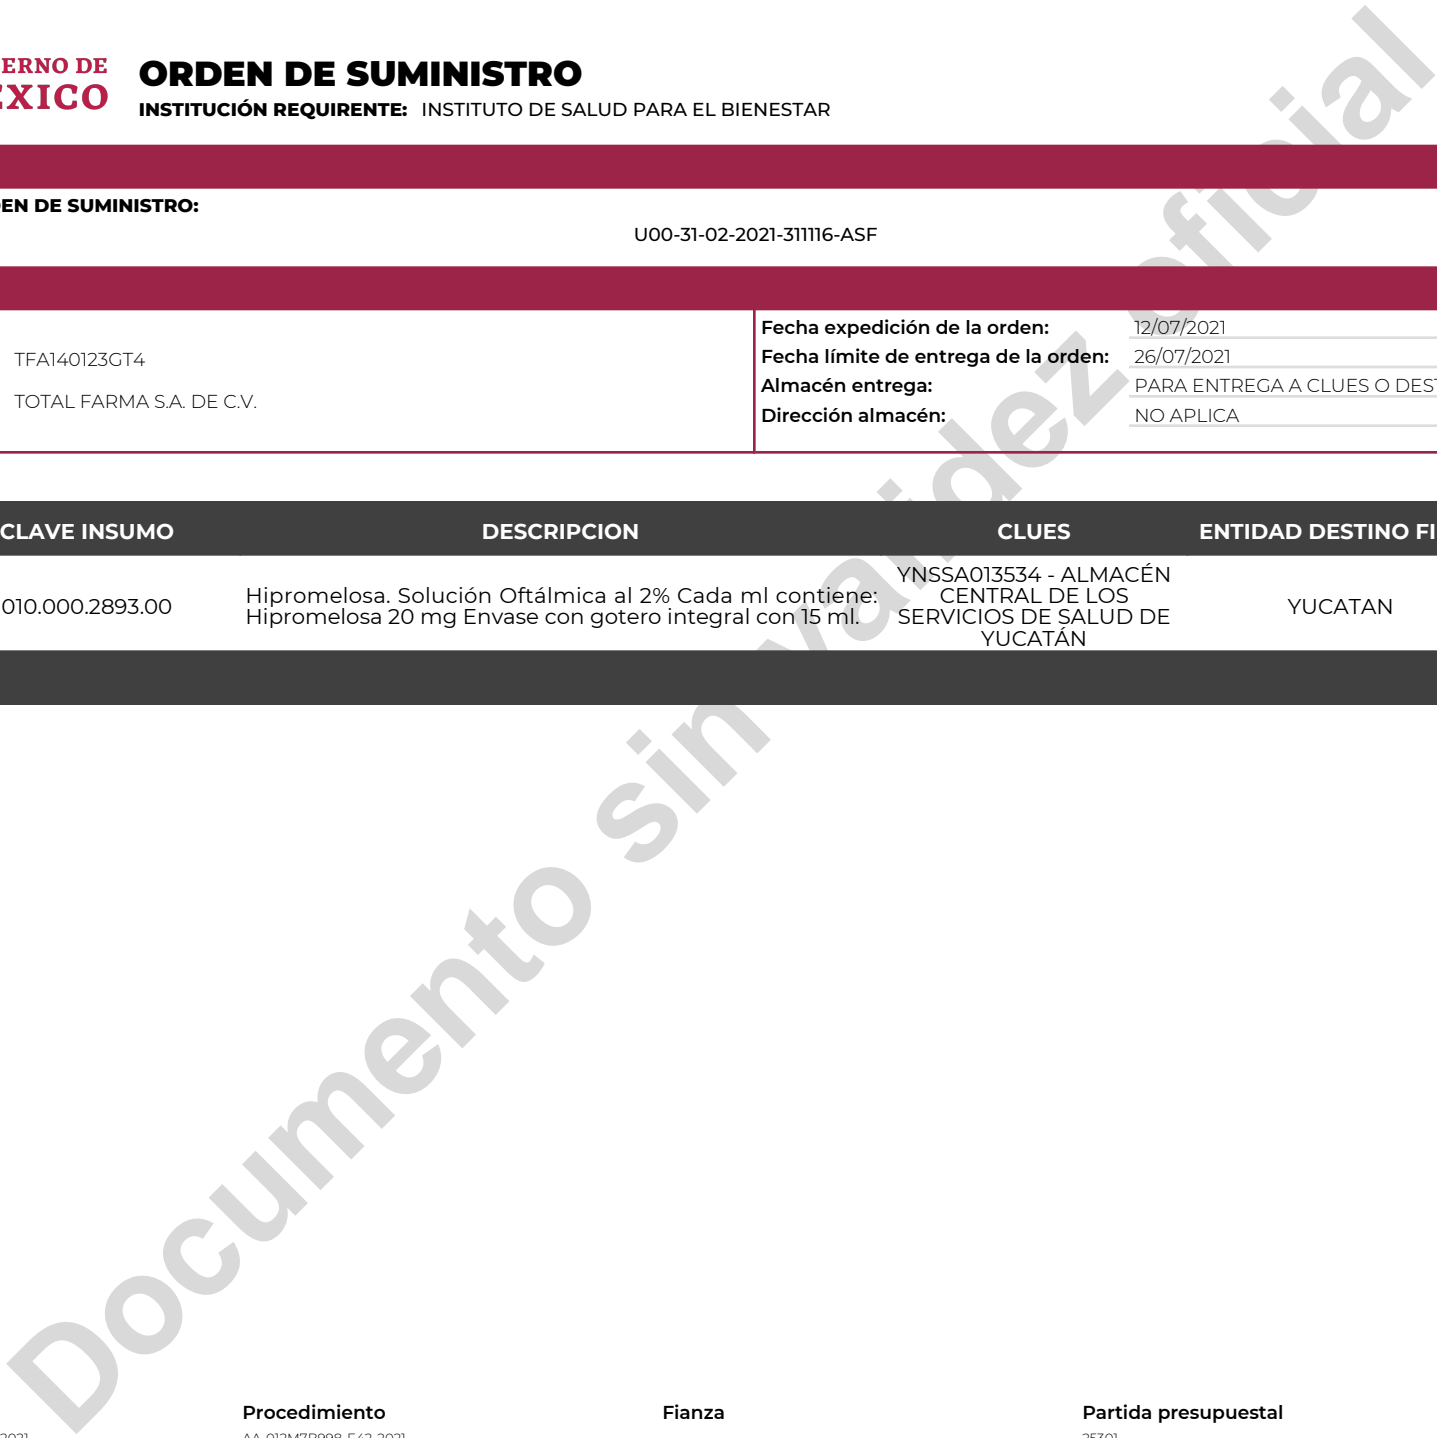 ERNO DE
ÉXICO
ORDEN DE SUMINISTRO
INSTITUCIÓN REQUIRENTE: INSTITUTO DE SALUD PARA EL BIENESTAR
EN DE SUMINISTRO:
U00-31-02-2021-311116-ASF
TFA140123GT4
TOTAL FARMA S.A. DE C.V.
Fecha expedición de la orden: 12/07/2021
Fecha límite de entrega de la orden: 26/07/2021
Almacén entrega: PARA ENTREGA A CLUES O DEST
Dirección almacén: NO APLICA
CLAVE INSUMO DESCRIPCION CLUES ENTIDAD DESTINO FI
010.000.2893.00
Hipromelosa. Solución Oftálmica al 2% Cada ml contiene:
Hipromelosa 20 mg Envase con gotero integral con 15 ml.
YNSSA013534 - ALMACÉN
CENTRAL DE LOS
SERVICIOS DE SALUD DE
YUCATÁN
YUCATAN
Documento sin validez oficial
Procedimiento Fianza Partida presupuestal